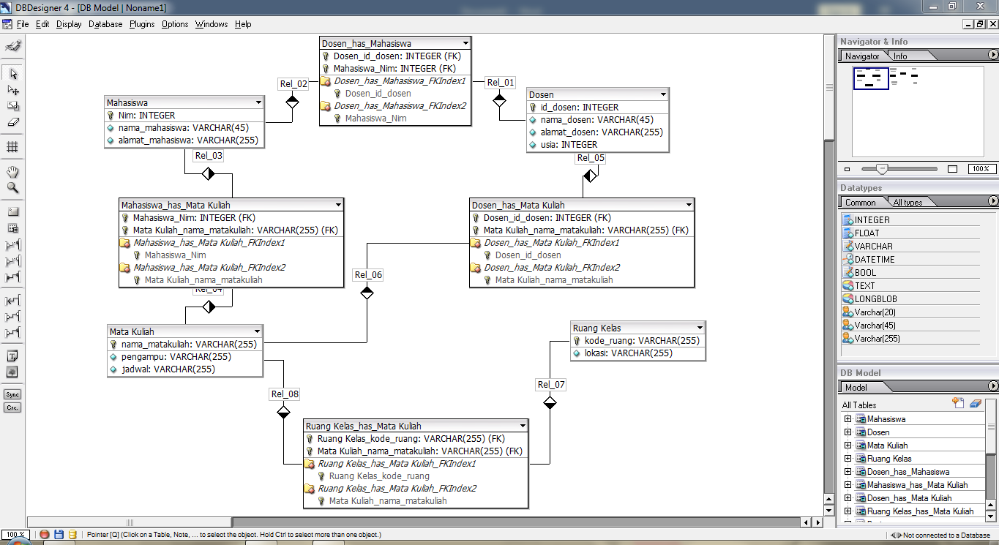 DBDesigner 4 - [DB Model | Noname1]
File Edit Display Database Plugins Options Windows Help
Dosen_has_Mahasiswa
Dosen_id_dosen: INTEGER (FK)
Mahasiswa_Nim: INTEGER (FK)
Dosen_has_Mahasiswa_FKIndex1
Dosen_id_dosen
Dosen_has_Mahasiswa_FKIndex2
Mahasiswa_Nim
Rel_02
Rel_01
Mahasiswa
Nim: INTEGER
nama_mahasiswa: VARCHAR(45)
alamat_mahasiswa: VARCHAR(255)
Dosen
id_dosen: INTEGER
nama_dosen: VARCHAR(45)
alamat_dosen: VARCHAR(255)
usia: INTEGER
Rel_03
Rel_05
Mahasiswa_has_Mata Kuliah
Mahasiswa_Nim: INTEGER (FK)
Mata Kuliah_nama_matakuliah: VARCHAR(255) (FK)
Mahasiswa_has_Mata Kuliah_FKIndex1
Mahasiswa_Nim
Mahasiswa_has_Mata Kuliah_FKIndex2
Mata Kuliah_nama_matakuliah
Dosen_has_Mata Kuliah
Dosen_id_dosen: INTEGER (FK)
Mata Kuliah_nama_matakuliah: VARCHAR(255) (FK)
Dosen_has_Mata Kuliah_FKIndex1
Dosen_id_dosen
Dosen_has_Mata Kuliah_FKIndex2
Mata Kuliah_nama_matakuliah
Rel_06
Rel_04
Mata Kuliah
nama_matakuliah: VARCHAR(255)
pengampu: VARCHAR(255)
jadwal: VARCHAR(255)
Ruang Kelas
kode_ruang: VARCHAR(255)
lokasi: VARCHAR(255)
Rel_08
Rel_07
Ruang Kelas_has_Mata Kuliah
Ruang Kelas_kode_ruang: VARCHAR(255) (FK)
Mata Kuliah_nama_matakuliah: VARCHAR(255) (FK)
Ruang Kelas_has_Mata Kuliah_FKIndex1
Ruang Kelas_kode_ruang
Ruang Kelas_has_Mata Kuliah_FKIndex2
Mata Kuliah_nama_matakuliah
Sync
Cnc.
Navigator & Info
Navigator Info
100%
Datatypes
Common All types
INTEGER
FLOAT
VARCHAR
DATETIME
BOOL
TEXT
LONGBLOB
Varchar(20)
Varchar(45)
Varchar(255)
DB Model
Model
All Tables
Mahasiswa
Dosen
Mata Kuliah
Ruang Kelas
Dosen_has_Mahasiswa
Mahasiswa_has_Mata Kuliah
Dosen_has_Mata Kuliah
Ruang Kelas_has_Mata Kuliah
100 %
Pointer [Q] (Click on a Table, Note, ... to select the object. Hold Ctrl to select more than one object.)
Not connected to a Database